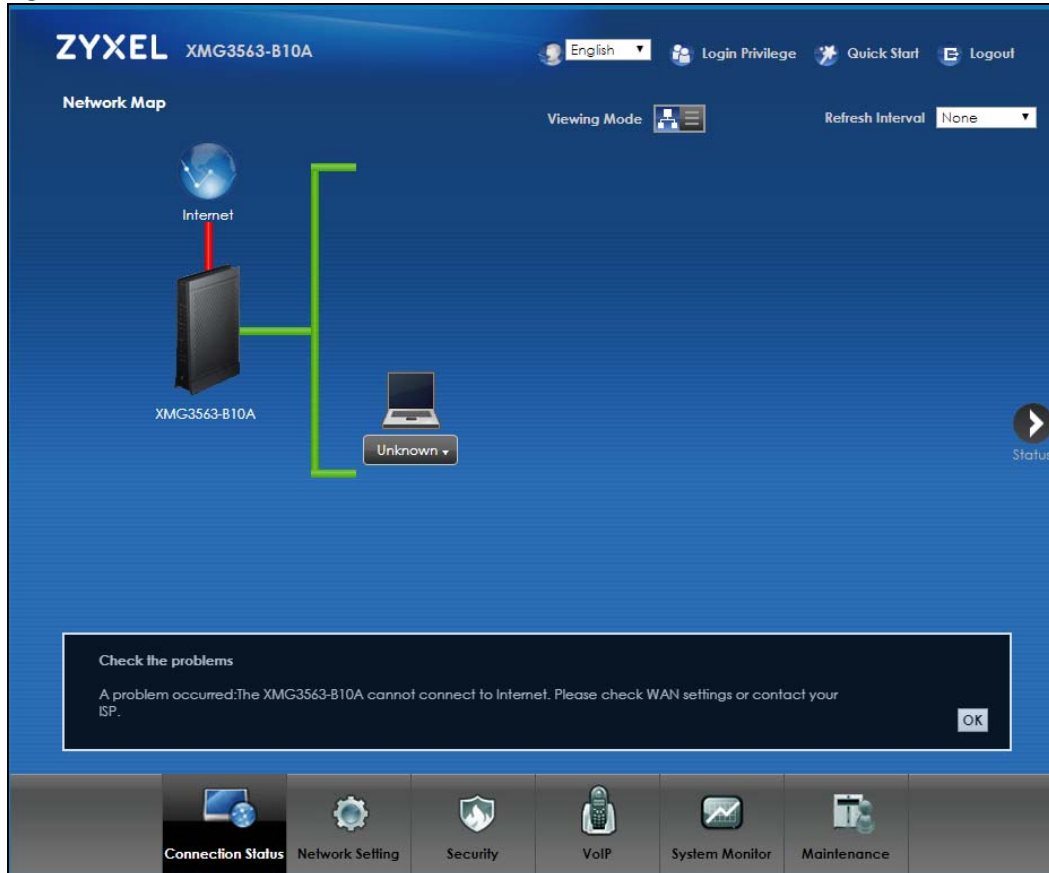 ZYXEL XMG3563-B10A English Login Privilege Quick Start Logout
Network Map
Viewing Mode Refresh Interval None
Internet
XMG3563-B10A
Unknown
Status
Check the problems
A problem occurred:The XMG3563-B10A cannot connect to Internet. Please check WAN settings or contact your
ISP.
OK
Connection Status Network Setting Security VoIP System Monitor Maintenance